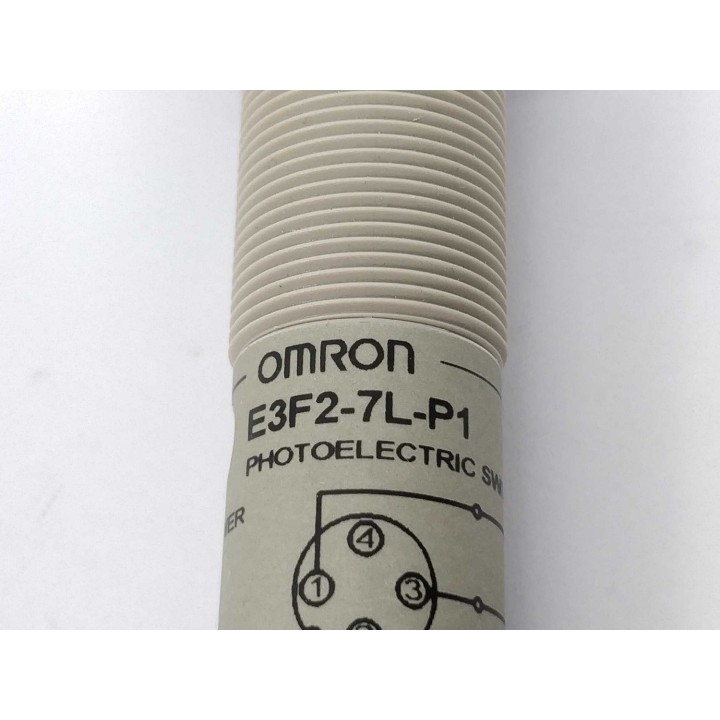 OMRON
E3F2-7L-P1
PHOTOELECTRIC
4
1
3